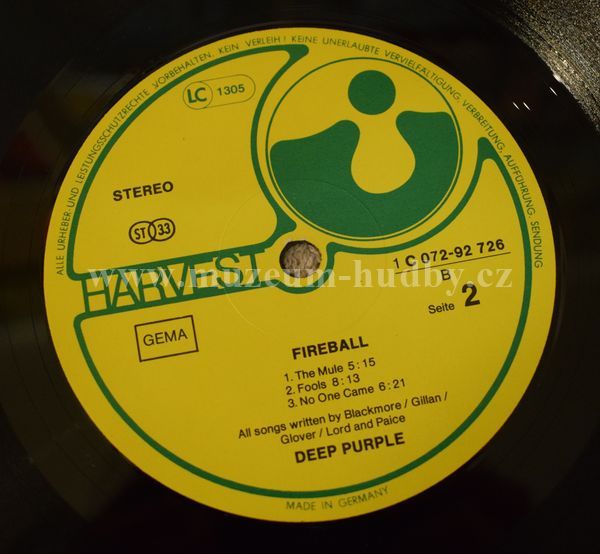 ALLE URHEBER UND LEISTUNGSSCHUTZRECHTE VORBEHALTEN. KEIN VERLEIH! KEINE UNERLAUBTE VERVIELFÄLTIGUNG, VERBREITUNG, AUFFÜHRUNG, SENDUNG
LC 1305
STEREO
ST 33
HARVEST
1 C 072-92 726
B
www.muzeum-hudby.cz
Seite 2
GEMA
FIREBALL
1. The Mule 5:15
2. Fools 8:13
3. No One Came 6:21
All songs written by Blackmore / Gillan /
Glover / Lord and Paice
DEEP PURPLE
MADE IN GERMANY